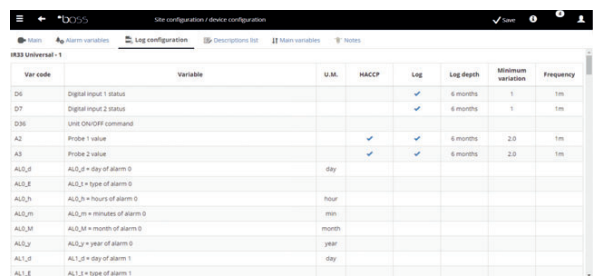 boss Site configuration / device configuration Save 4
Main Alarm variables Log configuration Descriptions list Main variables Notes
IR33 Universal - 1
Var code Variable U.M. HACCP Log Log depth Minimum variation Frequency
D6 Digital input 1 status 6 months 1 1m
D7 Digital input 2 status 6 months 1 1m
D36 Unit ON/OFF command
A2 Probe 1 value 6 months 2.0 1m
A3 Probe 2 value 6 months 2.0 1m
AL0_d AL0_d = day of alarm 0 day
AL0_E AL0_t = type of alarm 0
AL0_h AL0_h = hours of alarm 0 hour
AL0_m AL0_m = minutes of alarm 0 min
AL0_M AL0_M = month of alarm 0 month
AL0_y AL0_y = year of alarm 0 year
AL1_d AL1_d = day of alarm 1 day
AL1_E AL1_t = type of alarm 1